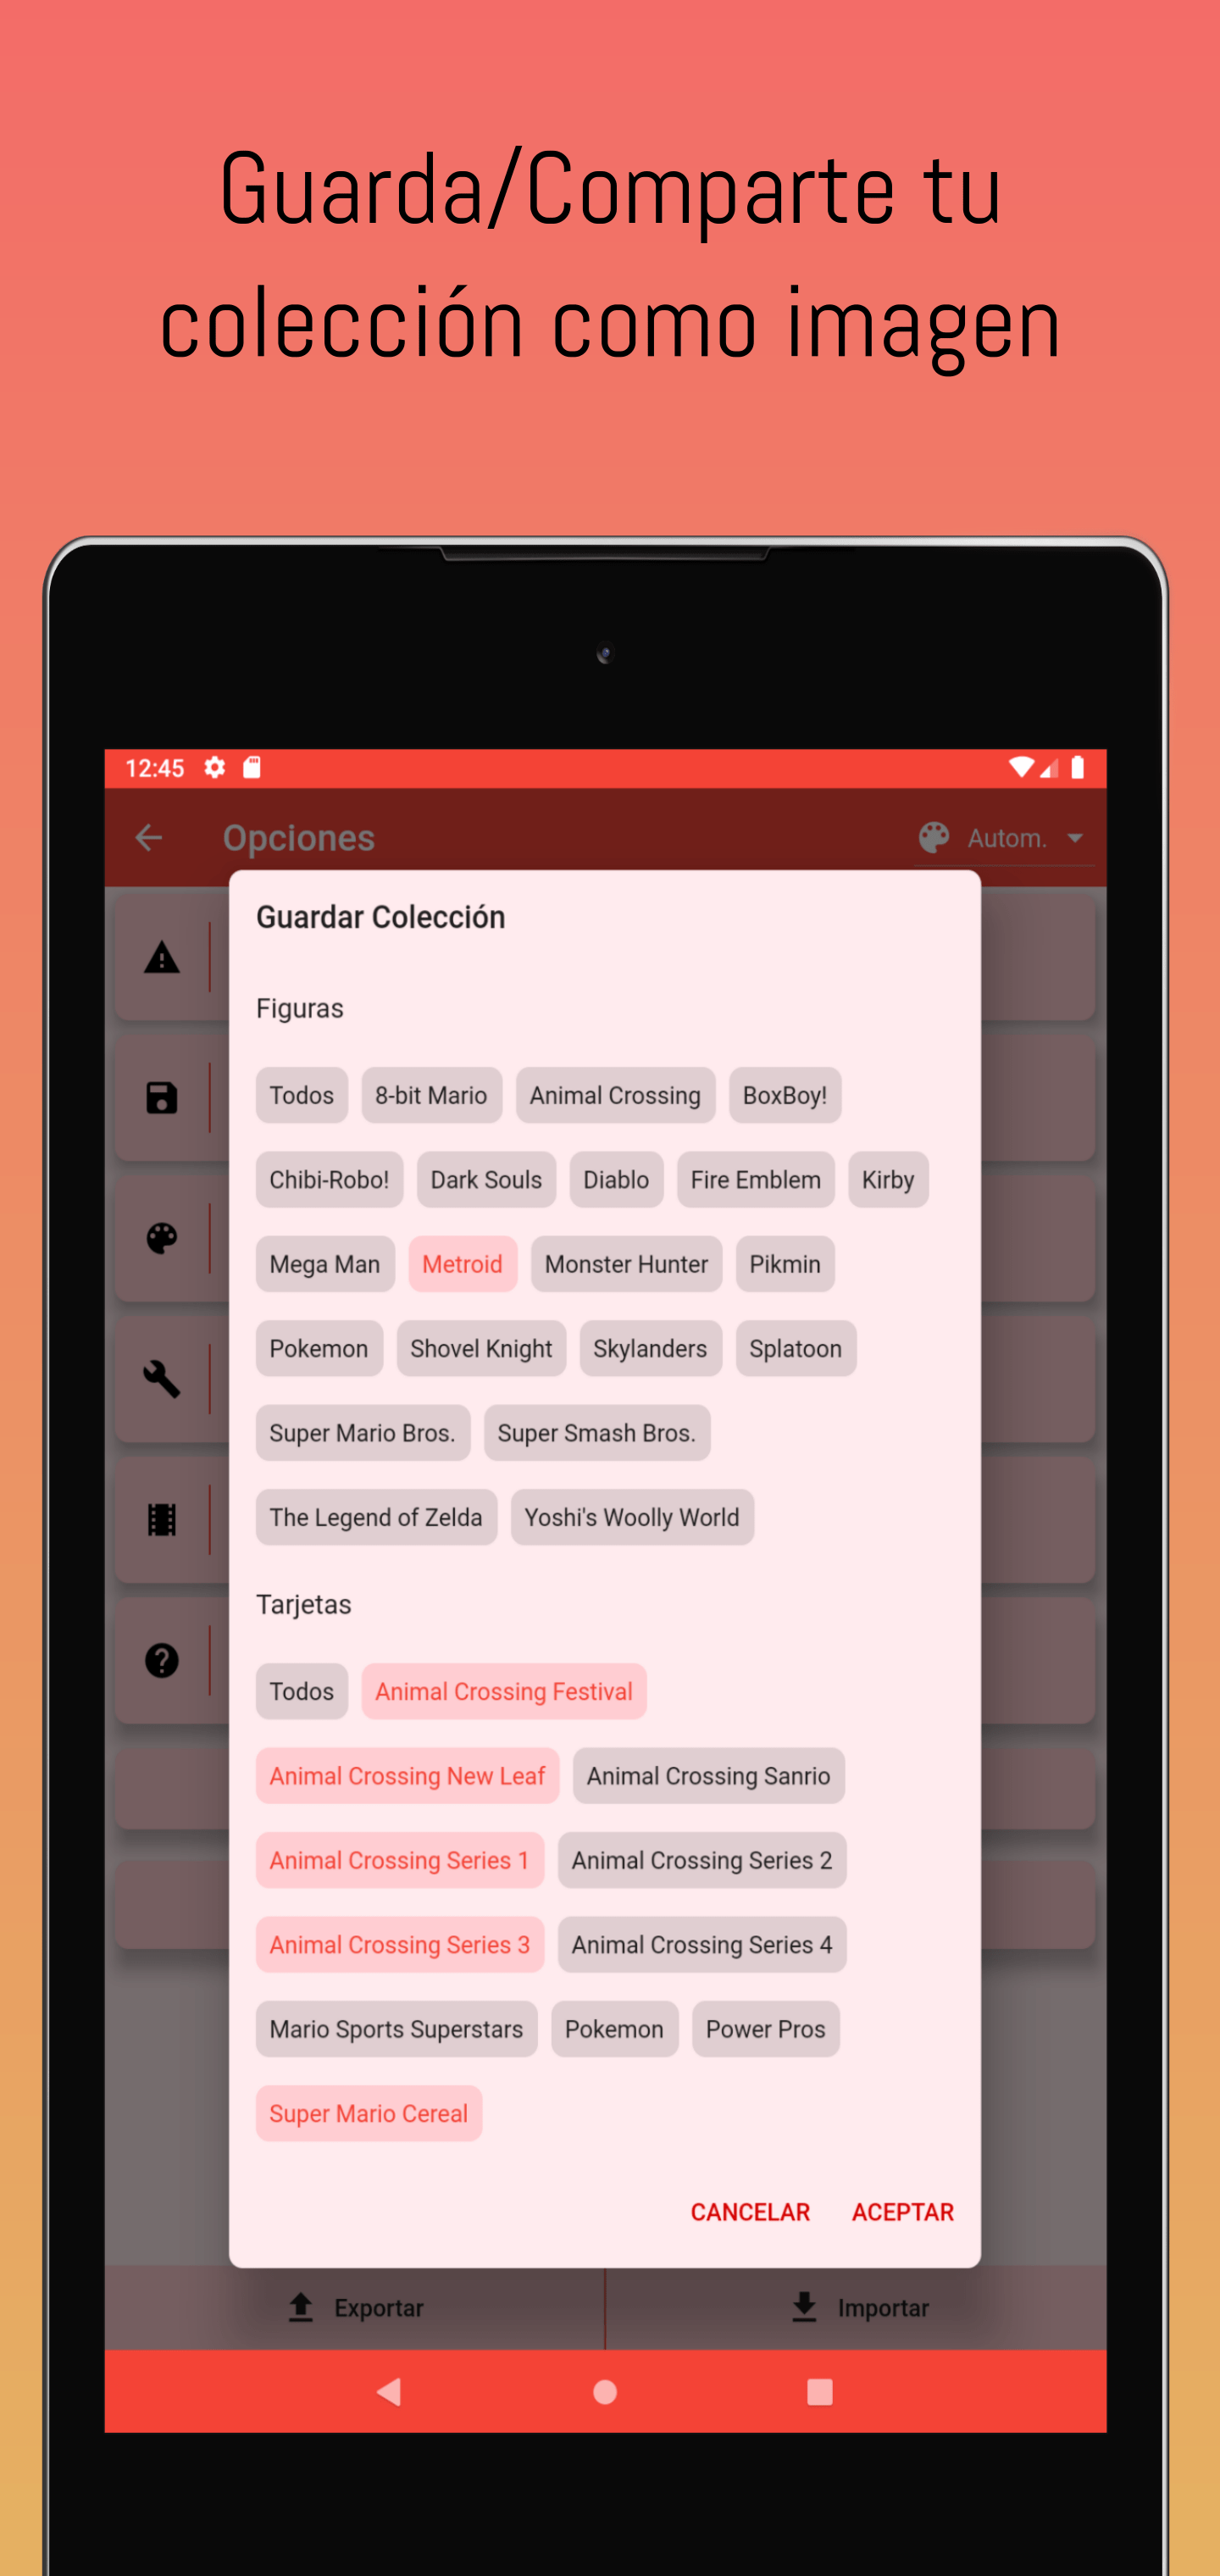 Guarda/Comparte tu
colección como imagen
12:45
Opciones
Autom.
Guardar Colección
Figuras
Todos 8-bit Mario Animal Crossing BoxBoy!
Chibi-Robo! Dark Souls Diablo Fire Emblem Kirby
Mega Man Metroid Monster Hunter Pikmin
Pokemon Shovel Knight Skylanders Splatoon
Super Mario Bros. Super Smash Bros.
The Legend of Zelda Yoshi's Woolly World
Tarjetas
Todos Animal Crossing Festival
Animal Crossing New Leaf Animal Crossing Sanrio
Animal Crossing Series 1 Animal Crossing Series 2
Animal Crossing Series 3 Animal Crossing Series 4
Mario Sports Superstars Pokemon Power Pros
Super Mario Cereal
CANCELAR ACEPTAR
Exportar Importar